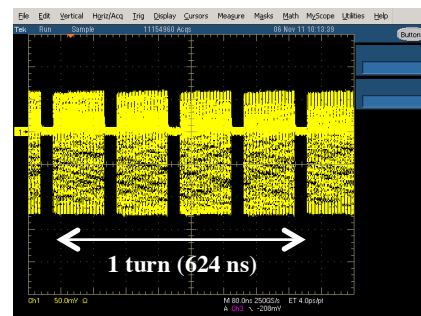 File Edit Vertical Horiz/Acq Trig Display Cursors Measure Masks Math MyScope Utilities Help
Tek Run Sample 11154960 Acqs 06 Nov 11 10:13:39 Button
1
1 turn (624 ns)
Ch1 50.0mV Ω M 80.0ns 250GS/s ET 4.0ps/pt
A Ch3 ↘ -208mV